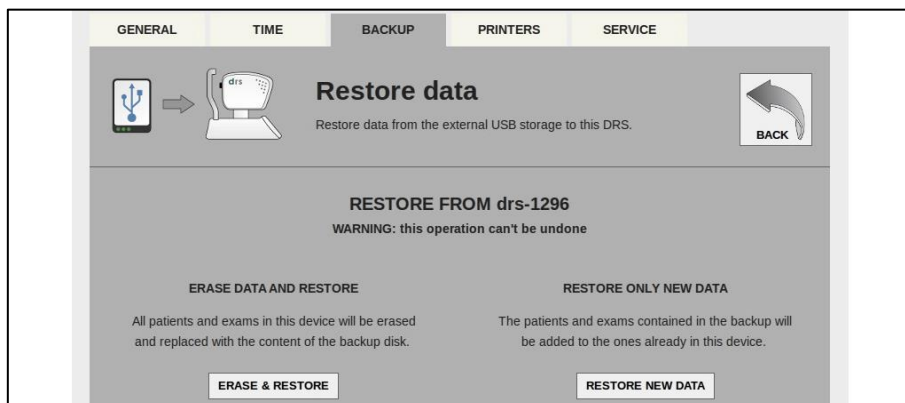 GENERAL TIME BACKUP PRINTERS SERVICE
drs
Restore data
Restore data from the external USB storage to this DRS.
BACK
RESTORE FROM drs-1296
WARNING: this operation can't be undone
ERASE DATA AND RESTORE
All patients and exams in this device will be erased
and replaced with the content of the backup disk.
ERASE & RESTORE
RESTORE ONLY NEW DATA
The patients and exams contained in the backup will
be added to the ones already in this device.
RESTORE NEW DATA